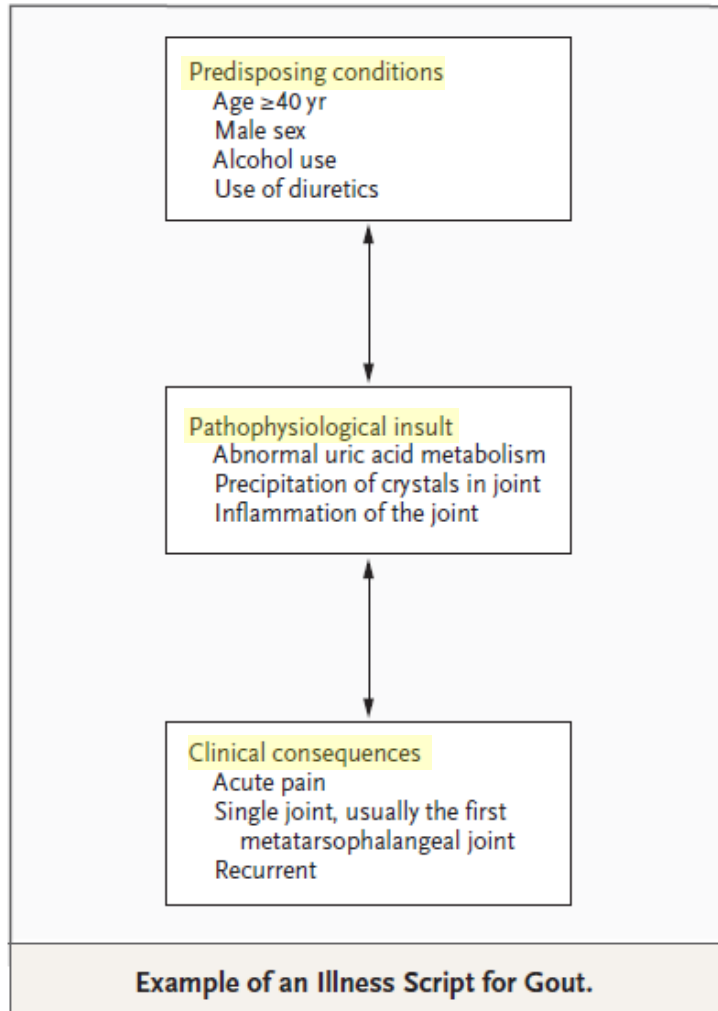 Predisposing conditions
Age ≥40 yr
Male sex
Alcohol use
Use of diuretics
Pathophysiological insult
Abnormal uric acid metabolism
Precipitation of crystals in joint
Inflammation of the joint
Clinical consequences
Acute pain
Single joint, usually the first
metatarsophalangeal joint
Recurrent
Example of an Illness Script for Gout.